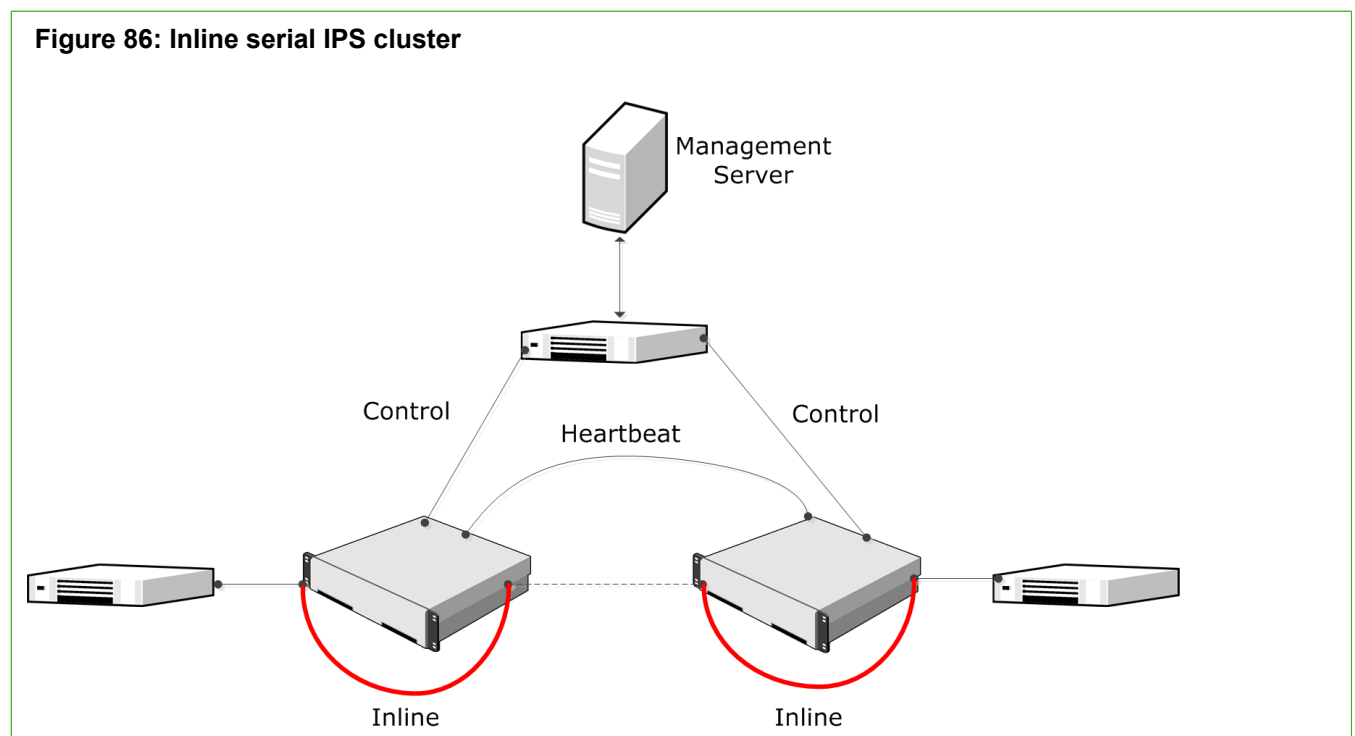 Figure 86: Inline serial IPS cluster
Management
Server
Control
Control
Heartbeat
Inline
Inline